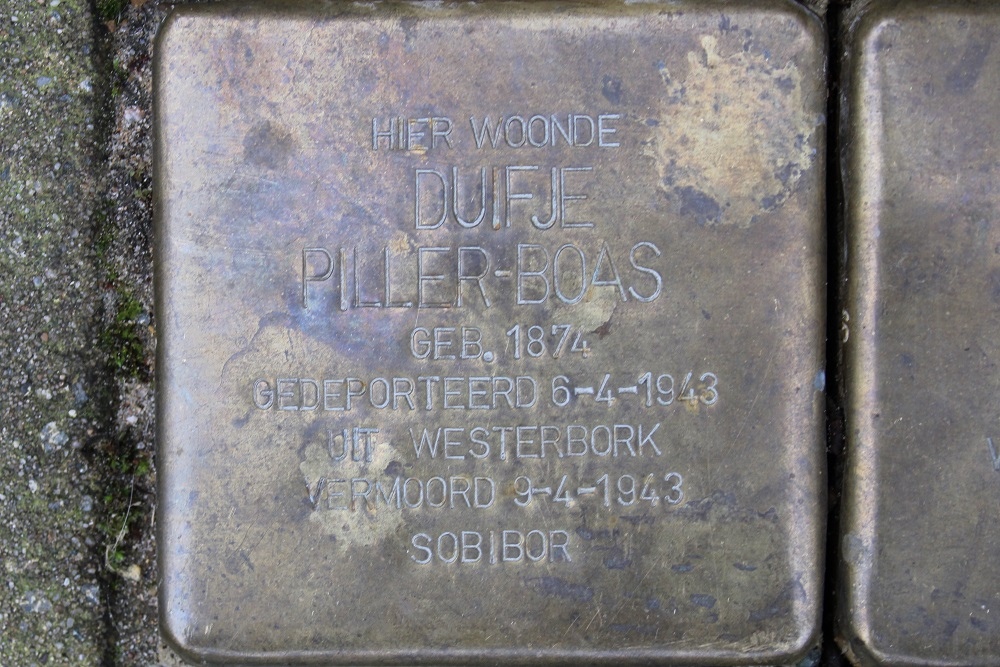 HIER WOONDE
DUIFJE
PILLER-BOAS
GEB. 1874
GEDEPORTEERD 6-4-1943
UIT WESTERBORK
VERMOORD 9-4-1943
SOBIBOR